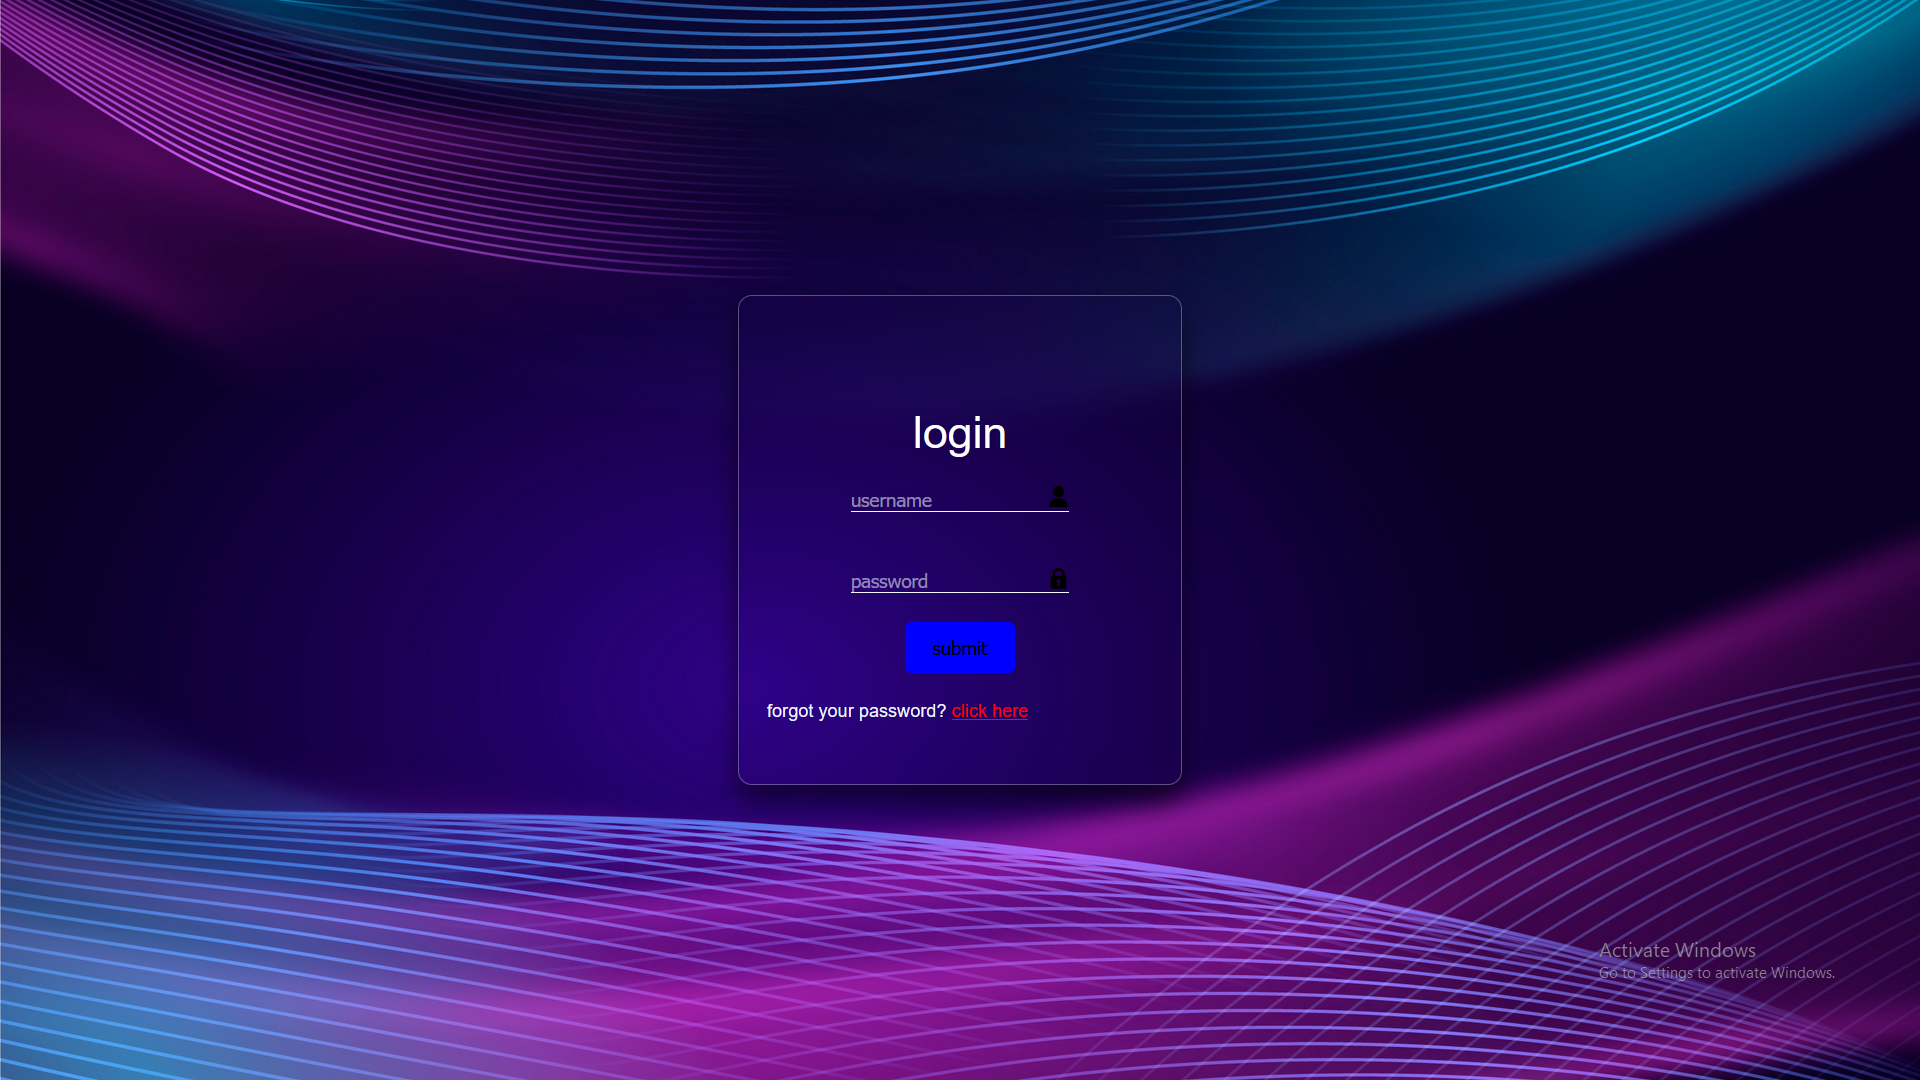 login
username
password
submit
forgot your password? click here
Activate Windows
Go to Settings to activate Windows.